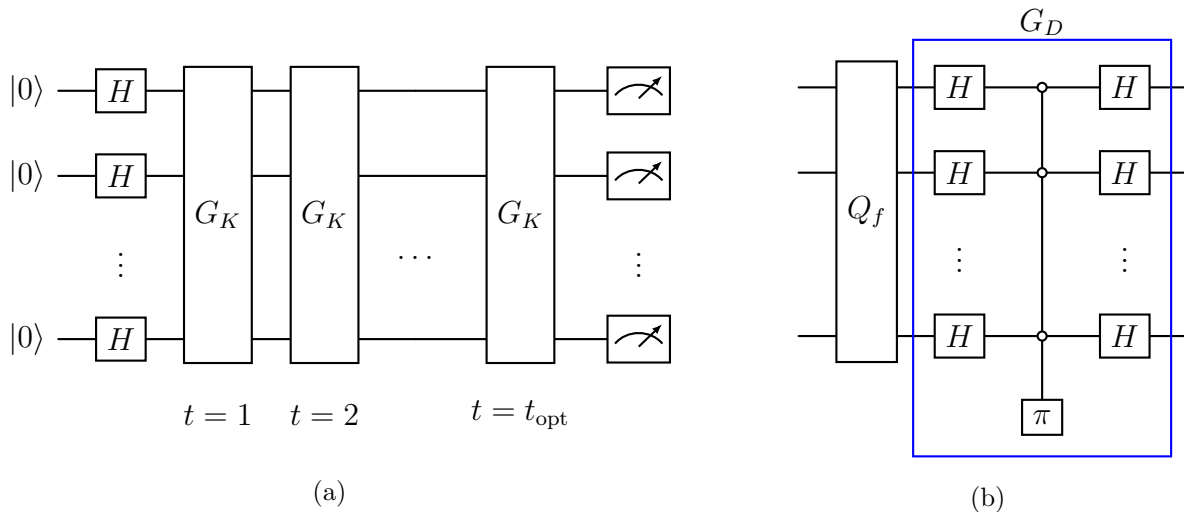 G_D
|0⟩ H H H
|0⟩ H H H
G_K G_K G_K Q_f
⋮ ⋯ ⋮ ⋮ ⋮
|0⟩ H H H
t = 1 t = 2 t = t_opt π
(a) (b)